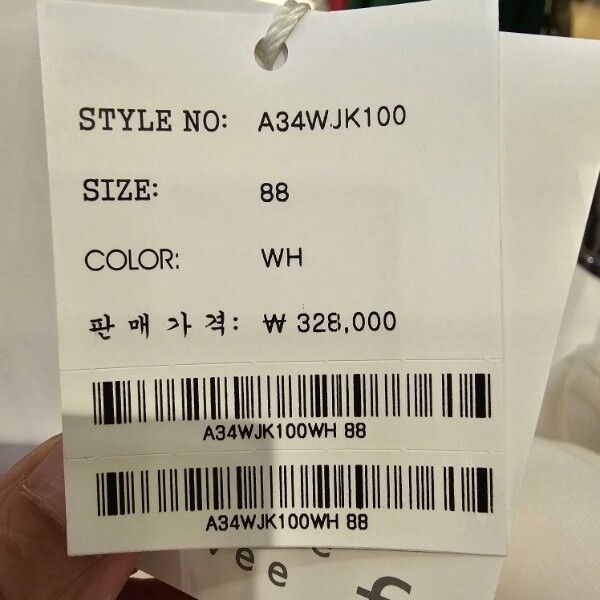 STYLE NO: A34WJK100
SIZE: 88
COLOR: WH
판 매 가 격: ₩ 328,000
A34WJK100WH 88
A34WJK100WH 88